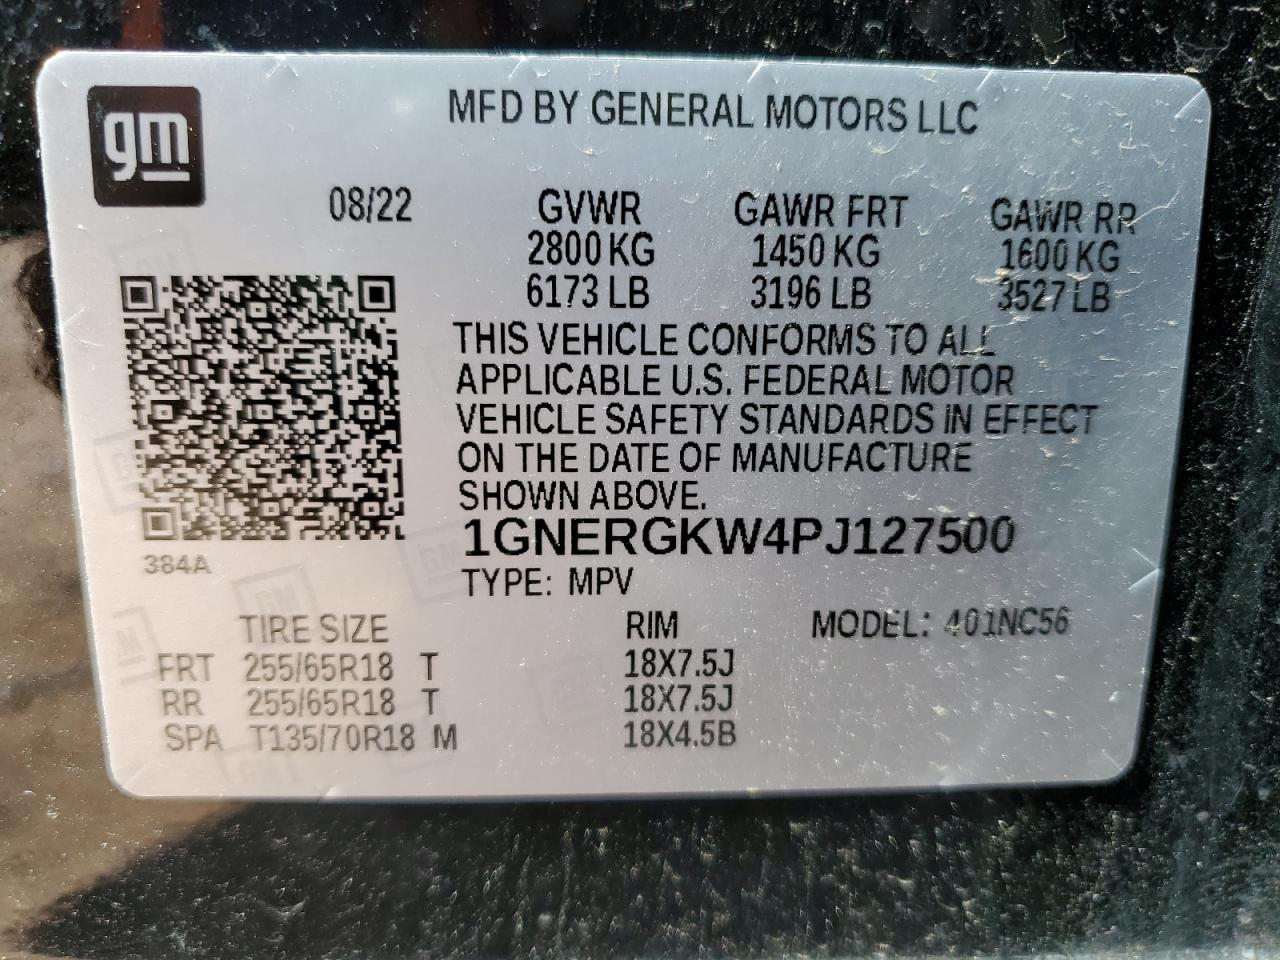 gm
MFD BY GENERAL MOTORS LLC
08/22 GVWR GAWR FRT GAWR RR
2800 KG 1450 KG 1600 KG
6173 LB 3196 LB 3527 LB
THIS VEHICLE CONFORMS TO ALL
APPLICABLE U.S. FEDERAL MOTOR
VEHICLE SAFETY STANDARDS IN EFFECT
ON THE DATE OF MANUFACTURE
SHOWN ABOVE.
1GNERGKW4PJ127500
384A
TYPE: MPV
TIRE SIZE RIM MODEL: 401NC56
FRT 255/65R18 T 18X7.5J
RR 255/65R18 T 18X7.5J
SPA T135/70R18 M 18X4.5B